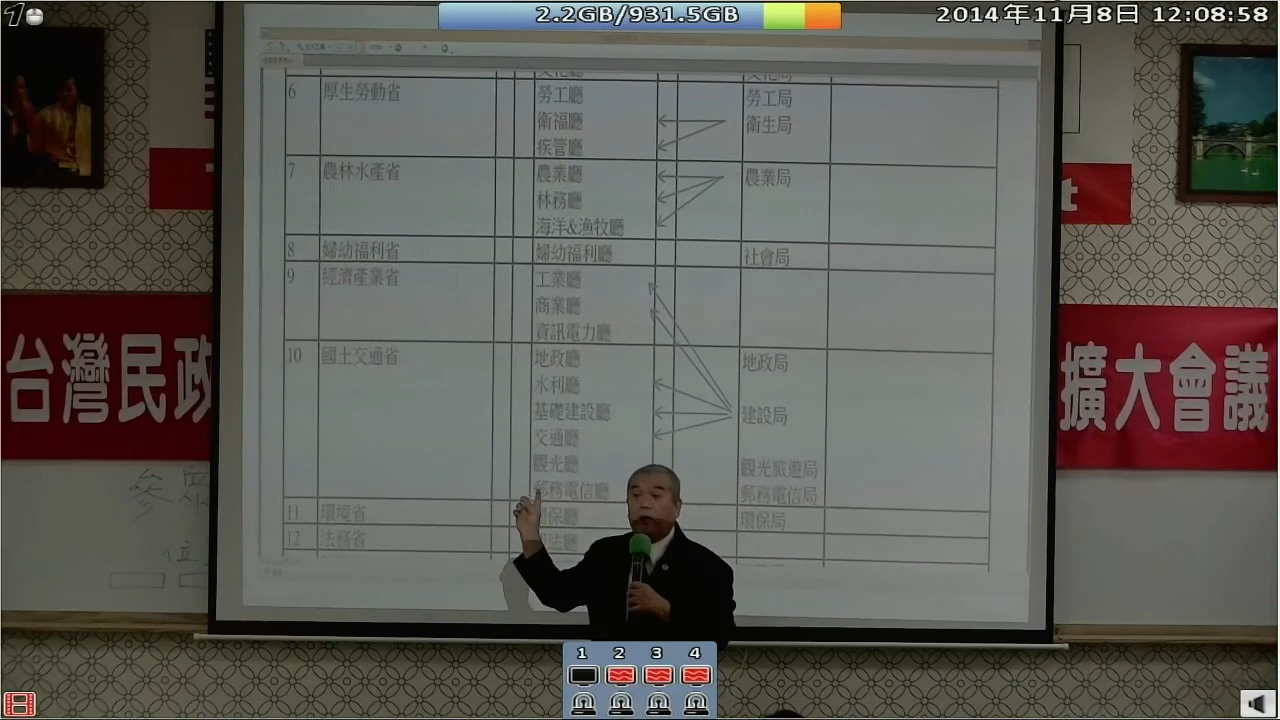 2.2GB/931.5GB
2014年11月8日 12:08:58
6 厚生勞動省 勞工廳 勞工局
衛福廳 衛生局
疾管廳
7 農林水產省 農業廳 農業局
林務廳
海洋&漁牧廳
8 婦幼福利省 婦幼福利廳 社會局
9 經濟產業省 工業廳
商業廳
資訊電力廳
10 國土交通省 地政廳 地政局
水利廳
基礎建設廳 建設局
交通廳
觀光廳 觀光旅遊局
郵務電信廳 郵務電信局
11 環境省 環保廳 環保局
12 法務省
台灣民政
擴大會議
t
參眾
位
1 2 3 4